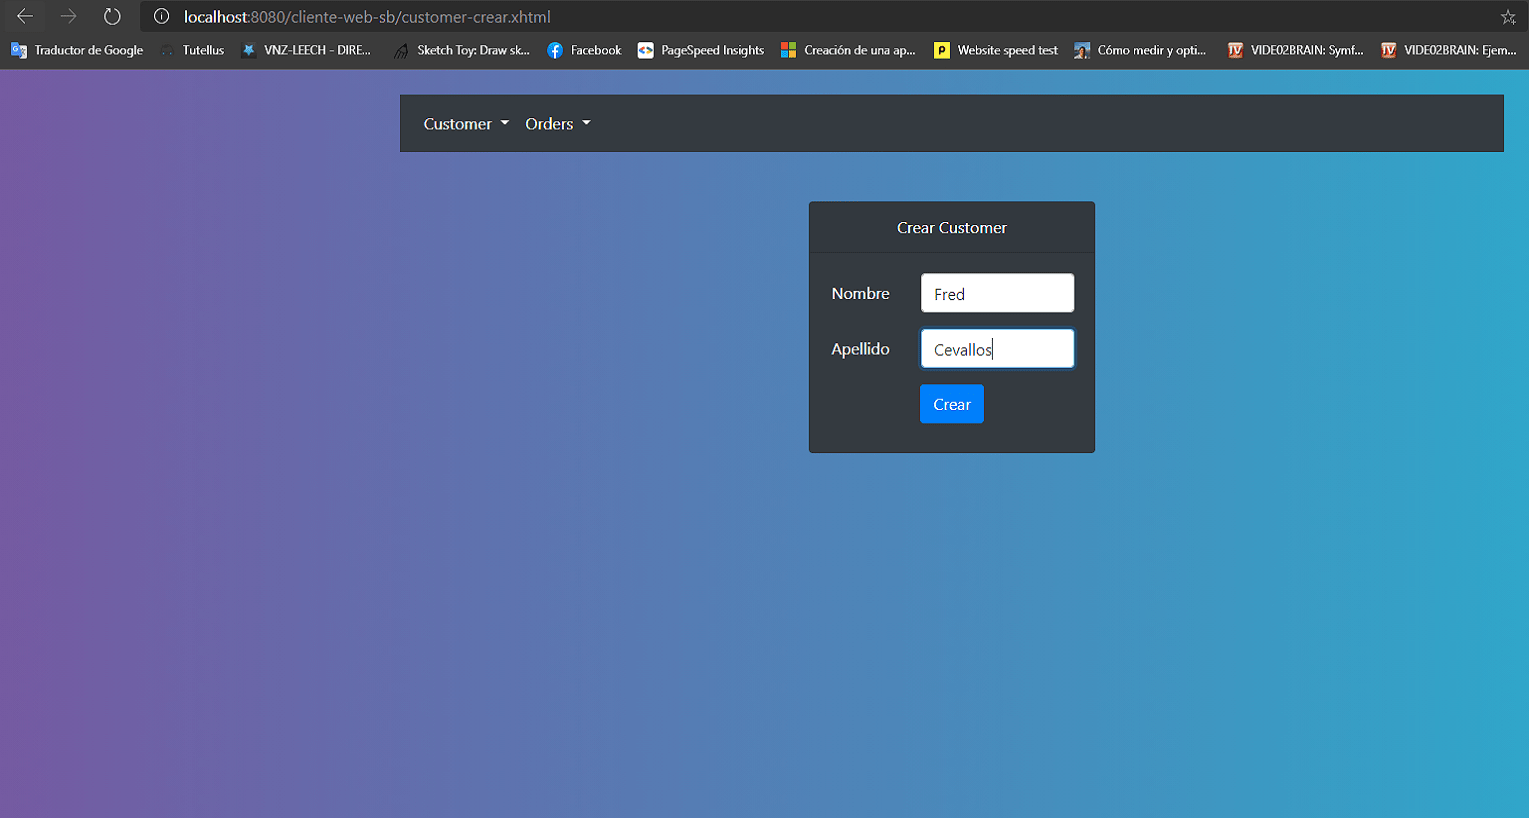 localhost:8080/cliente-web-sb/customer-crear.xhtml
Traductor de Google Tutellus VNZ-LEECH - DIRE... Sketch Toy: Draw sk... Facebook PageSpeed Insights Creación de una ap... Website speed test Cómo medir y opti... VIDE02BRAIN: Symf... VIDE02BRAIN: Ejem...
Customer Orders
Crear Customer
Nombre Fred
Apellido Cevallos
Crear